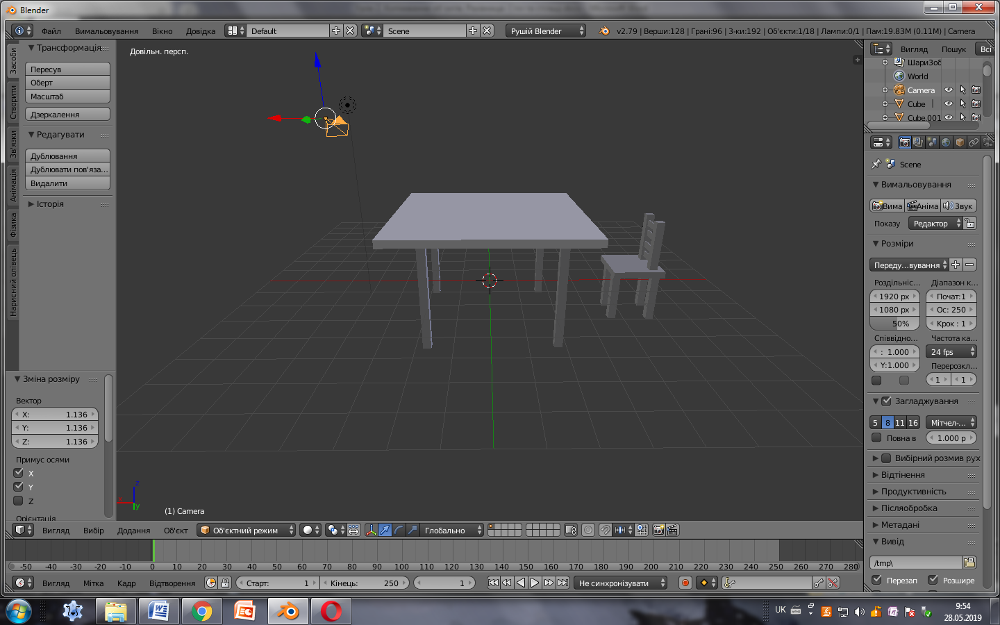 Blender
Файл Вимальовування Вікно Довідка Default Scene Рушій Blender v2.79 | Верши:128 | Грані:96 | 3-ки:192 | Об'єкти:1/18 | Лампи:0/1 | Пам:19.83M (0.11M) | Camera
Засоби
Створити
Зв'язки
Анімація
Фізика
Нарисний олівець
Трансформація
Пересув
Оберт
Масштаб
Дзеркалення
Редагувати
Дублювання
Дублювати пов'яза...
Видалити
Історія
Зміна розміру
Вектор
X: 1.136
Y: 1.136
Z: 1.136
Примус осями
X
Y
Z
Орієнтація
Довільн. персп.
z
x
y
(1) Camera
Вигляд Вибір Додання Об'єкт Об'єктний режим Глобально
-50 -40 -30 -20 -10 0 10 20 30 40 50 60 70 80 90 100 110 120 130 140 150 160 170 180 190 200 210 220 230 240 250 260 270 280
Вигляд Мітка Кадр Відтворення Старт: 1 Кінець: 250 1 Не синхронізувати
Вигляд Пошук Всі
ШариЗоб
World
Camera
Cube
Cube.001
Scene
Вимальовування
Вима Аніма Звук
Показу Редактор
Розміри
Переду...вування
Роздільніс... Діапазон к...
1920 px Почат:1
1080 px Ос: 250
50% Крок : 1
Співвідно... Частота ка...
: 1.000 24 fps
Y:1.000 Перерозкл...
1 1
Загладжування
5 8 11 16 Мітчел-...
Повна в 1.000 p
Вибірний розмив рух
Відтінення
Продуктивність
Післяобробка
Метадані
Вивід
/tmp\
Перезап Розшире
UK 9:54
28.05.2019